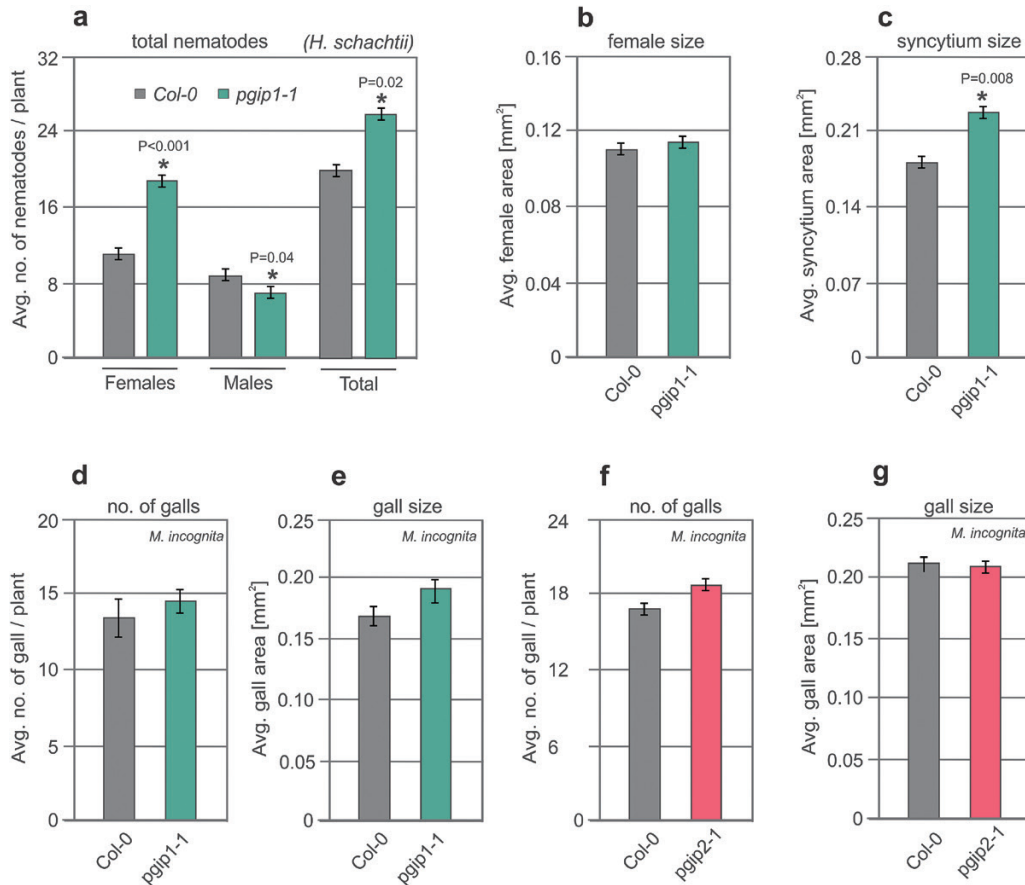 a
total nematodes (H. schachtii)
Avg. no. of nematodes / plant
32
24
16
8
0
Col-0 pgip1-1
P<0.001
*
P=0.04
*
P=0.02
*
Females Males Total
b
female size
Avg. female area [mm²]
0.16
0.12
0.08
0.04
0
Col-0
pgip1-1
c
syncytium size
Avg. syncytium area [mm²]
0.28
0.21
0.14
0.07
0
P=0.008
*
Col-0
pgip1-1
d
no. of galls
M. incognita
Avg. no. of gall / plant
20
15
10
5
0
Col-0
pgip1-1
e
gall size
M. incognita
Avg. gall area [mm²]
0.25
0.20
0.15
0.10
0.05
0
Col-0
pgip1-1
f
no. of galls
M. incognita
Avg. no. of gall / plant
24
18
12
6
0
Col-0
pgip2-1
g
gall size
M. incognita
Avg. gall area [mm²]
0.25
0.20
0.15
0.10
0.05
0
Col-0
pgip2-1